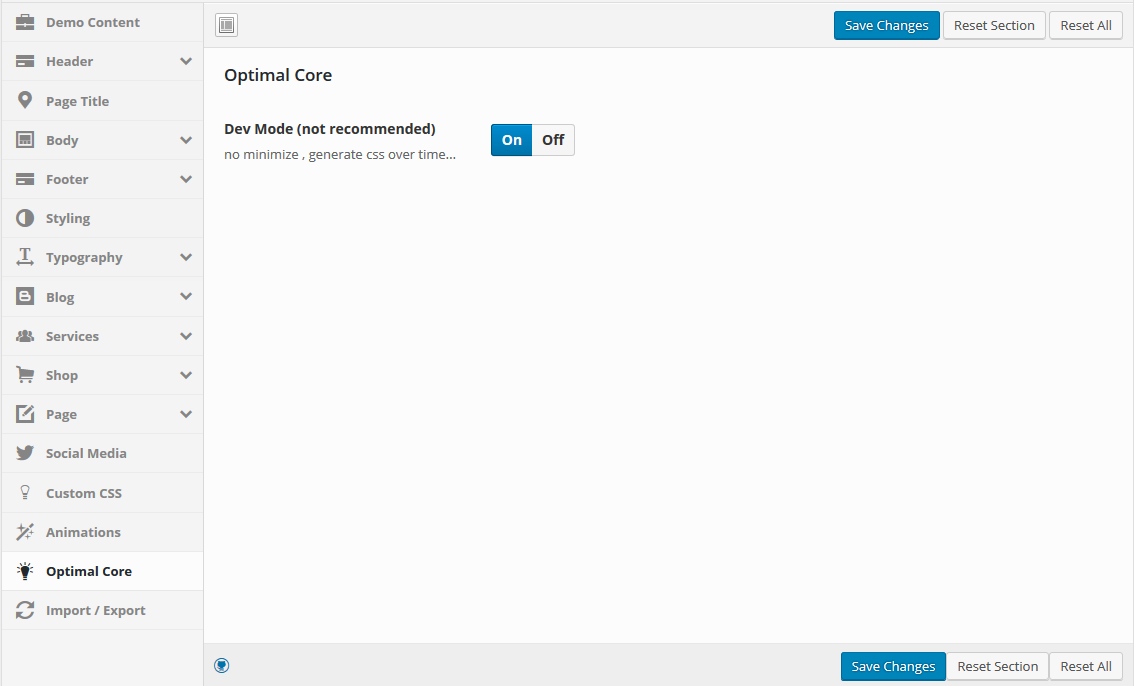 Demo Content
Header
Page Title
Body
Footer
Styling
Typography
Blog
Services
Shop
Page
Social Media
Custom CSS
Animations
Optimal Core
Import / Export
Save Changes Reset Section Reset All
Optimal Core
Dev Mode (not recommended)
no minimize , generate css over time...
On Off
Save Changes Reset Section Reset All